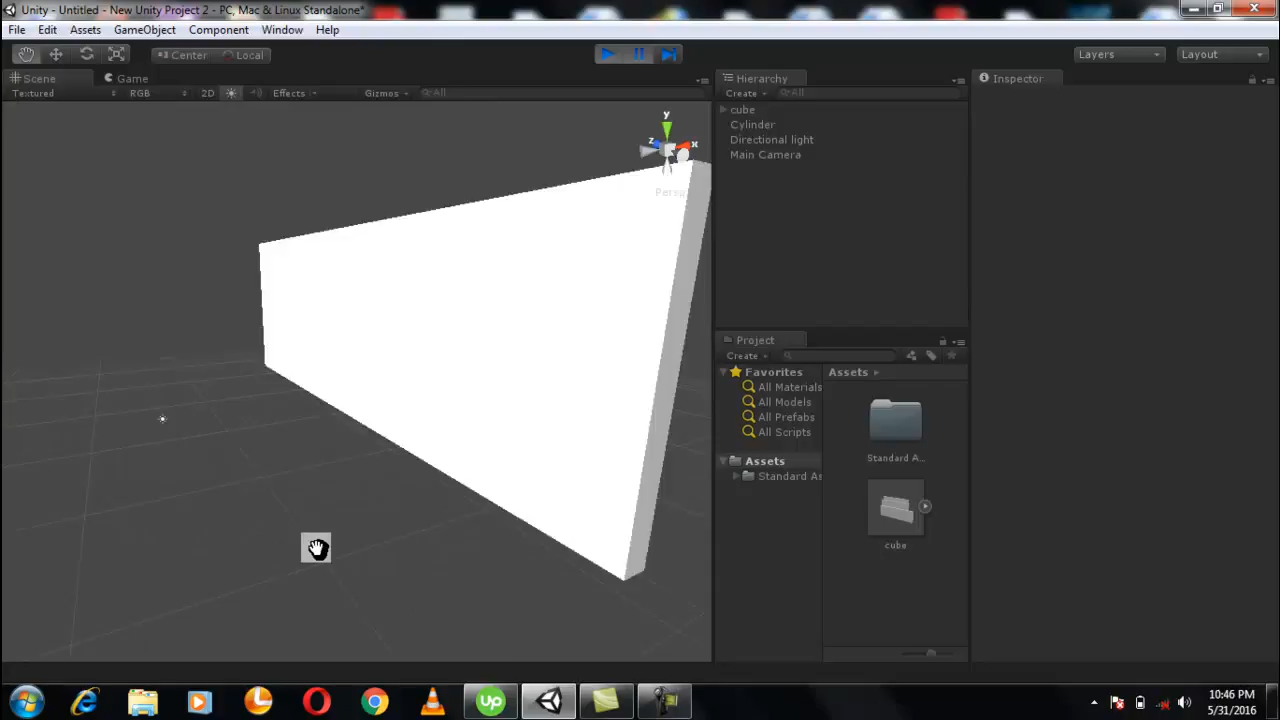 Unity - Untitled - New Unity Project 2 - PC, Mac & Linux Standalone*
File Edit Assets GameObject Component Window Help
Center Local Layers Layout
Scene Game Hierarchy Inspector
Textured RGB 2D Effects Gizmos All Create All
cube
Cylinder
Directional light
Main Camera
y
z x
Persp
Project
Create
Favorites
All Materials
All Models
All Prefabs
All Scripts
Assets
Standard As
Assets
Standard A...
cube
Up
10:46 PM
5/31/2016